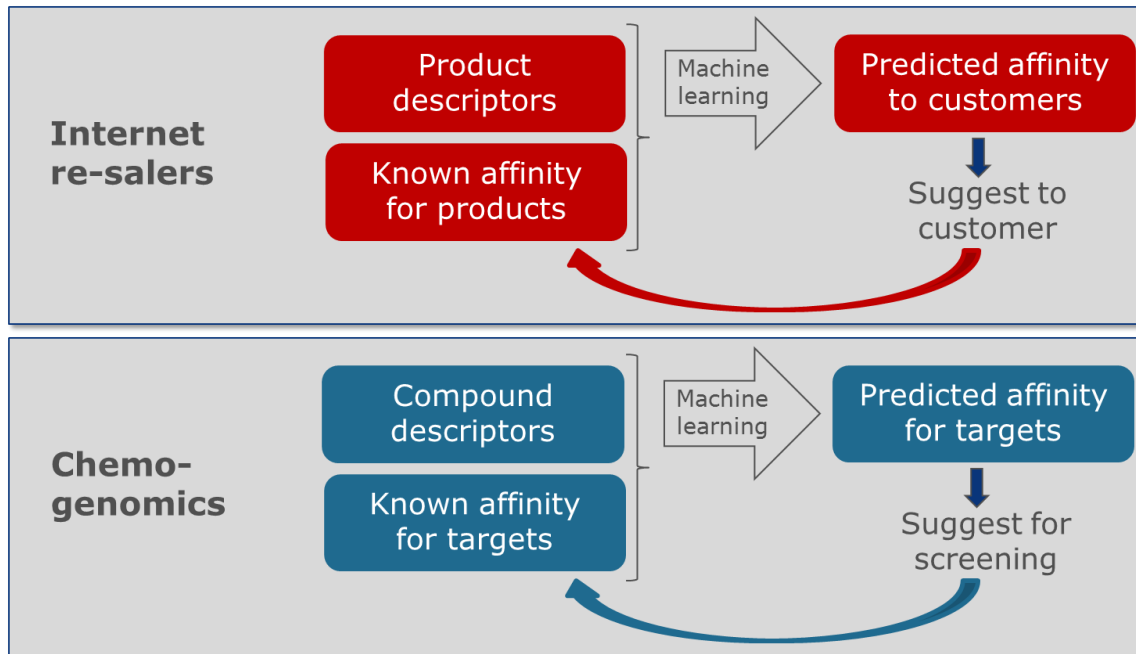 Internet
re-salers
Product
descriptors
Known affinity
for products
Machine
learning
Predicted affinity
to customers
Suggest to
customer
Chemo-
genomics
Compound
descriptors
Known affinity
for targets
Machine
learning
Predicted affinity
for targets
Suggest for
screening